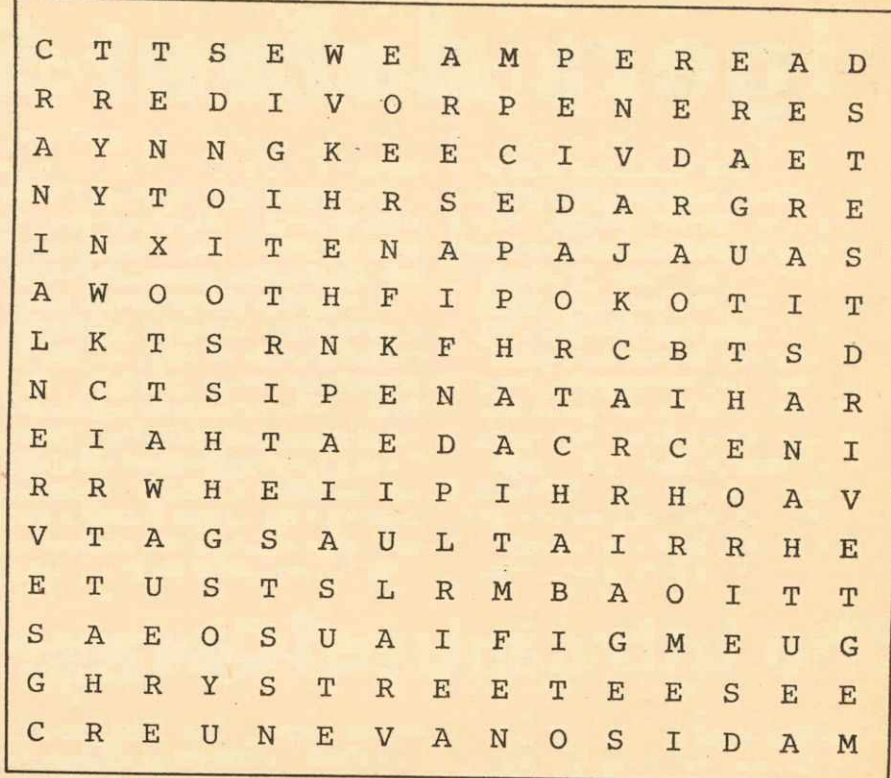 C T T S E W E A M P E R E A D
R R E D I V O R P E N E R E S
A Y N N G K E E C I V D A E T
N Y T O I H R S E D A R G R E
I N X I T E N A P A J A U A S
A W O O T H F I P O K O T I T
L K T S R N K F H R C B T S D
N C T S I P E N A T A I H A R
E I A H T A E D A C R C E N I
R R W H E I I P I H R H O A V
V T A G S A U L T A I R R H E
E T U S T S L R M B A O I T T
S A E O S U A I F I G M E U G
G H R Y S T R E E T E E S E E
C R E U N E V A N O S I D A M